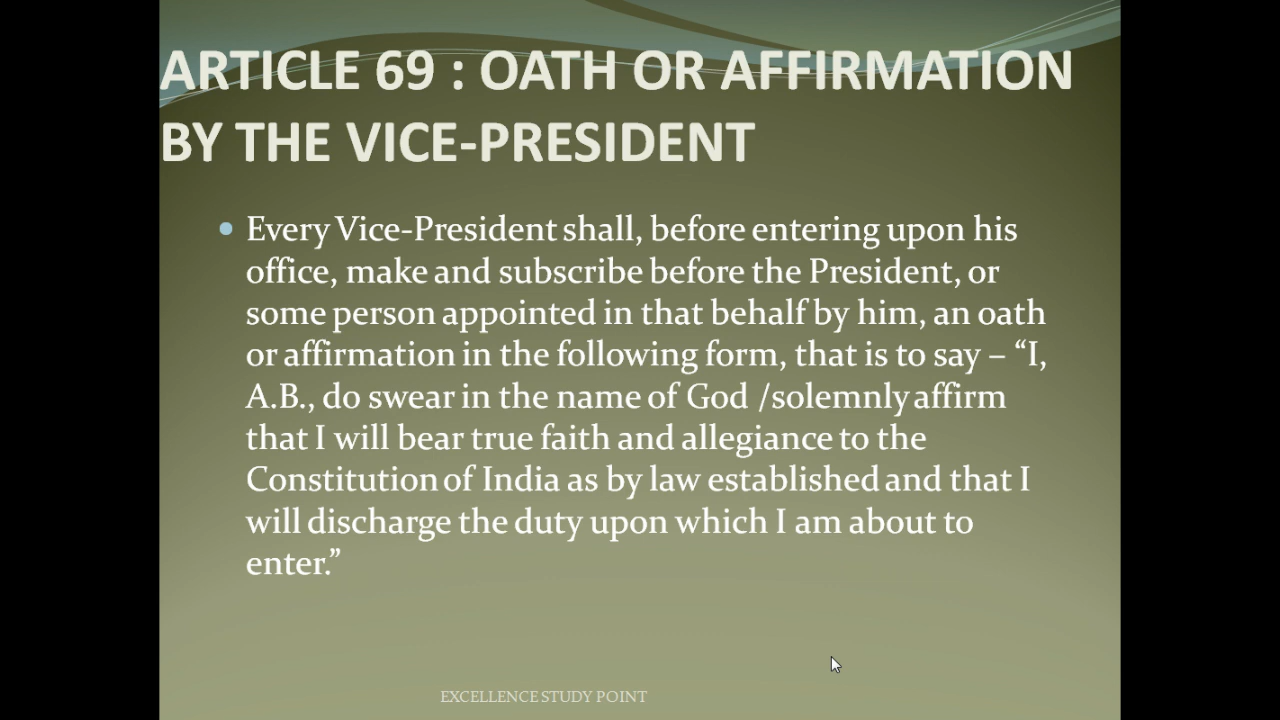 ARTICLE 69 : OATH OR AFFIRMATION
BY THE VICE-PRESIDENT
Every Vice-President shall, before entering upon his
office, make and subscribe before the President, or
some person appointed in that behalf by him, an oath
or affirmation in the following form, that is to say – “I,
A.B., do swear in the name of God /solemnly affirm
that I will bear true faith and allegiance to the
Constitution of India as by law established and that I
will discharge the duty upon which I am about to
enter.”
EXCELLENCE STUDY POINT